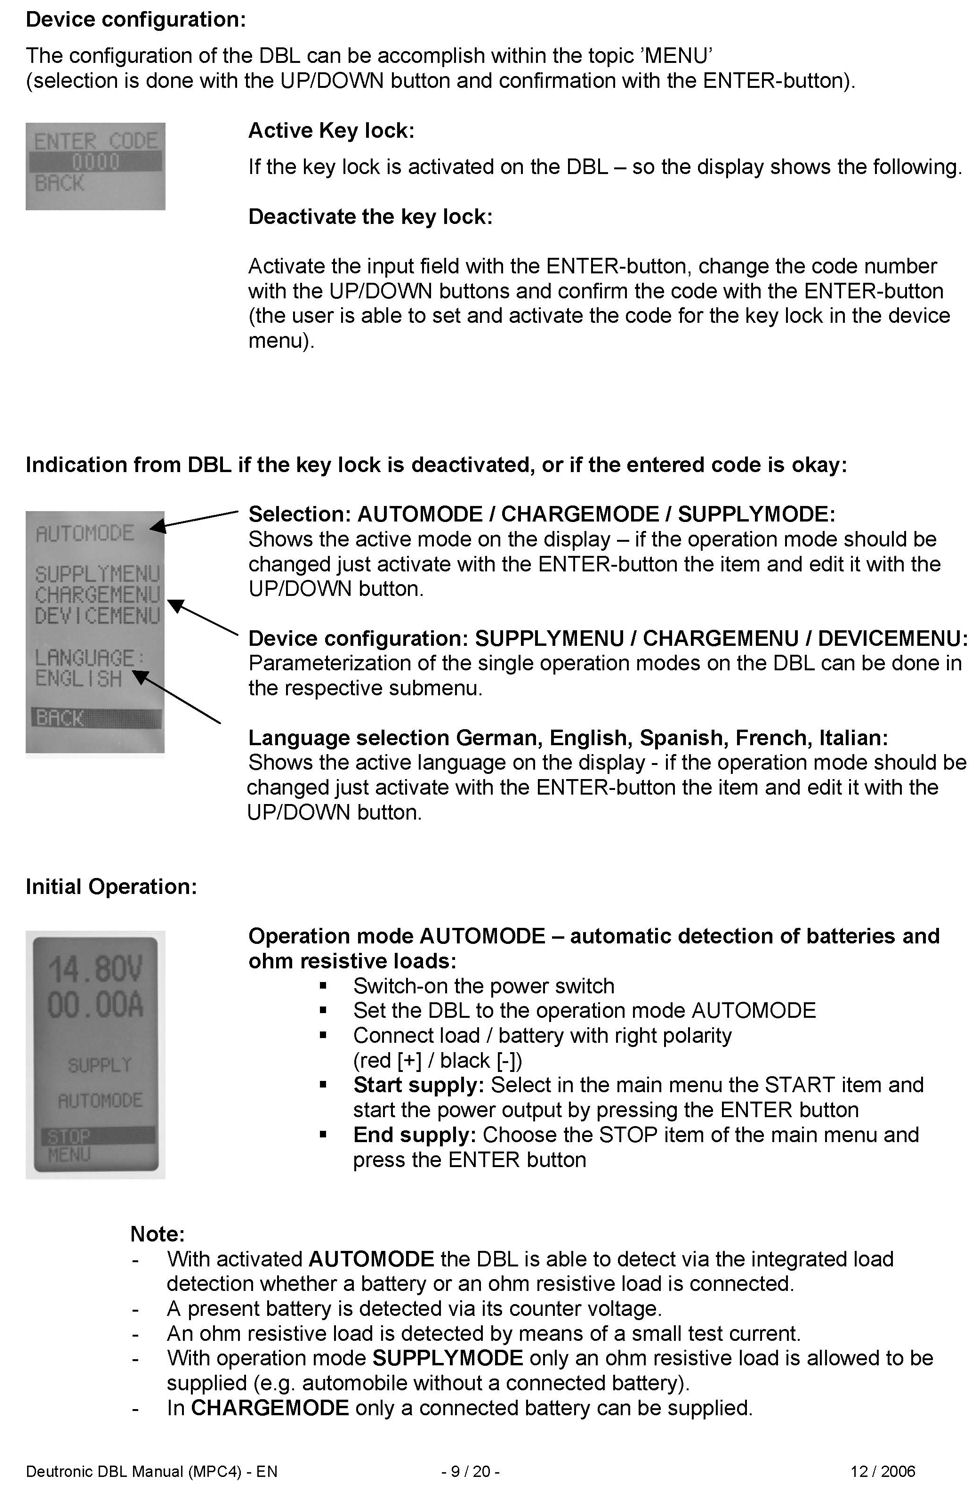 Device configuration:
The configuration of the DBL can be accomplish within the topic ’MENU’
(selection is done with the UP/DOWN button and confirmation with the ENTER-button).
ENTER CODE
0000
BACK
Active Key lock:
If the key lock is activated on the DBL – so the display shows the following.
Deactivate the key lock:
Activate the input field with the ENTER-button, change the code number
with the UP/DOWN buttons and confirm the code with the ENTER-button
(the user is able to set and activate the code for the key lock in the device
menu).
Indication from DBL if the key lock is deactivated, or if the entered code is okay:
AUTOMODE
SUPPLYMENU
CHARGEMENU
DEVICEMENU
LANGUAGE:
ENGLISH
BACK
Selection: AUTOMODE / CHARGEMODE / SUPPLYMODE:
Shows the active mode on the display – if the operation mode should be
changed just activate with the ENTER-button the item and edit it with the
UP/DOWN button.
Device configuration: SUPPLYMENU / CHARGEMENU / DEVICEMENU:
Parameterization of the single operation modes on the DBL can be done in
the respective submenu.
Language selection German, English, Spanish, French, Italian:
Shows the active language on the display - if the operation mode should be
changed just activate with the ENTER-button the item and edit it with the
UP/DOWN button.
Initial Operation:
14.80V
00.00A
SUPPLY
AUTOMODE
STOP
MENU
Operation mode AUTOMODE – automatic detection of batteries and
ohm resistive loads:
▪ Switch-on the power switch
▪ Set the DBL to the operation mode AUTOMODE
▪ Connect load / battery with right polarity
(red [+] / black [-])
▪ Start supply: Select in the main menu the START item and
start the power output by pressing the ENTER button
▪ End supply: Choose the STOP item of the main menu and
press the ENTER button
Note:
- With activated AUTOMODE the DBL is able to detect via the integrated load
detection whether a battery or an ohm resistive load is connected.
- A present battery is detected via its counter voltage.
- An ohm resistive load is detected by means of a small test current.
- With operation mode SUPPLYMODE only an ohm resistive load is allowed to be
supplied (e.g. automobile without a connected battery).
- In CHARGEMODE only a connected battery can be supplied.
Deutronic DBL Manual (MPC4) - EN
- 9 / 20 -
12 / 2006